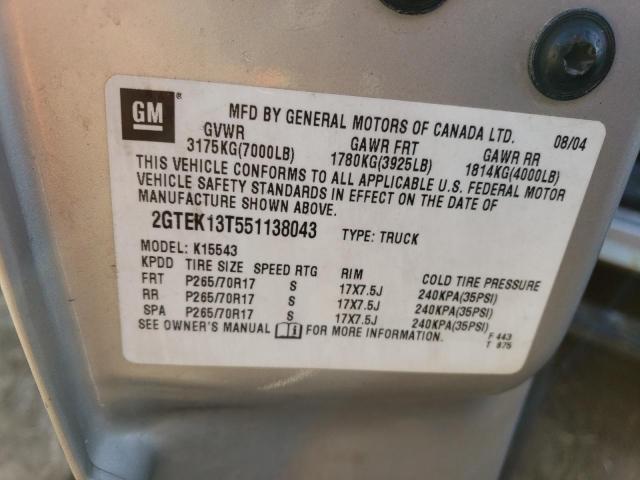 GM
MFD BY GENERAL MOTORS OF CANADA LTD. 08/04
GVWR GAWR FRT GAWR RR
3175KG(7000LB) 1780KG(3925LB) 1814KG(4000LB)
THIS VEHICLE CONFORMS TO ALL APPLICABLE U.S. FEDERAL MOTOR
VEHICLE SAFETY STANDARDS IN EFFECT ON THE DATE OF
MANUFACTURE SHOWN ABOVE.
2GTEK13T551138043 TYPE: TRUCK
MODEL: K15543
KPDD TIRE SIZE SPEED RTG RIM COLD TIRE PRESSURE
FRT P265/70R17 S 17X7.5J 240KPA(35PSI)
RR P265/70R17 S 17X7.5J 240KPA(35PSI)
SPA P265/70R17 S 17X7.5J 240KPA(35PSI)
SEE OWNER'S MANUAL FOR MORE INFORMATION.
F 443
T 875